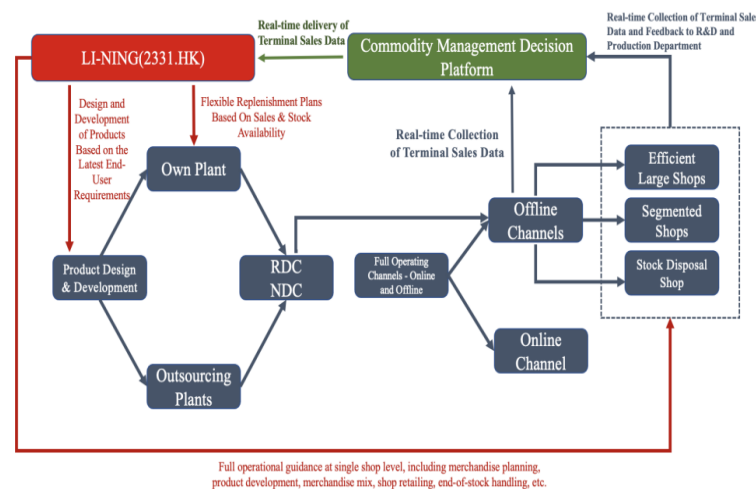 Real-time delivery of
Terminal Sales Data
Real-time Collection of Terminal Sales
Data and Feedback to R&D and
Production Department
LI-NING(2331.HK)
Commodity Management Decision
Platform
Design and
Development
of Products
Based on the
Latest End-
User
Requirements
Flexible Replenishment Plans
Based On Sales & Stock
Availability
Real-time Collection
of Terminal Sales Data
Own Plant
Efficient
Large Shops
Offline
Channels
Segmented
Shops
Product Design
& Development
RDC
NDC
Full Operating
Channels - Online
and Offline
Stock Disposal
Shop
Online
Channel
Outsourcing
Plants
Full operational guidance at single shop level, including merchandise planning,
product development, merchandise mix, shop retailing, end-of-stock handling, etc.